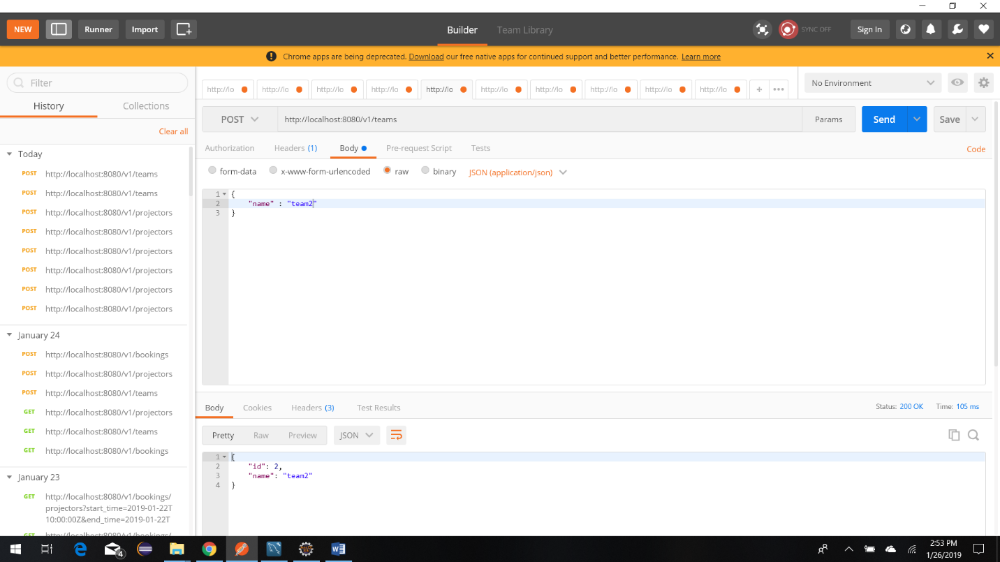 NEW Runner Import Builder Team Library SYNC OFF Sign In
Chrome apps are being deprecated. Download our free native apps for continued support and better performance. Learn more
Filter
History Collections
Clear all
Today
POST http://localhost:8080/v1/teams
POST http://localhost:8080/v1/teams
POST http://localhost:8080/v1/projectors
POST http://localhost:8080/v1/projectors
POST http://localhost:8080/v1/projectors
POST http://localhost:8080/v1/projectors
POST http://localhost:8080/v1/projectors
POST http://localhost:8080/v1/projectors
January 24
POST http://localhost:8080/v1/bookings
POST http://localhost:8080/v1/projectors
POST http://localhost:8080/v1/teams
GET http://localhost:8080/v1/projectors
GET http://localhost:8080/v1/teams
GET http://localhost:8080/v1/bookings
January 23
GET http://localhost:8080/v1/bookings/
projectors?start_time=2019-01-22T
10:00:00Z&end_time=2019-01-22T
GET http://localhost:8080/v1/bookings/
http://lo http://lo http://lo http://lo http://lo http://lo http://lo http://lo http://lo http://lo + •••
No Environment
POST http://localhost:8080/v1/teams Params Send Save
Authorization Headers (1) Body Pre-request Script Tests Code
form-data x-www-form-urlencoded raw binary JSON (application/json)
1 {
2 "name" : "team2"
3 }
Body Cookies Headers (3) Test Results Status: 200 OK Time: 105 ms
Pretty Raw Preview JSON
1 {
2 "id": 2,
3 "name": "team2"
4 }
4
2:53 PM
1/26/2019